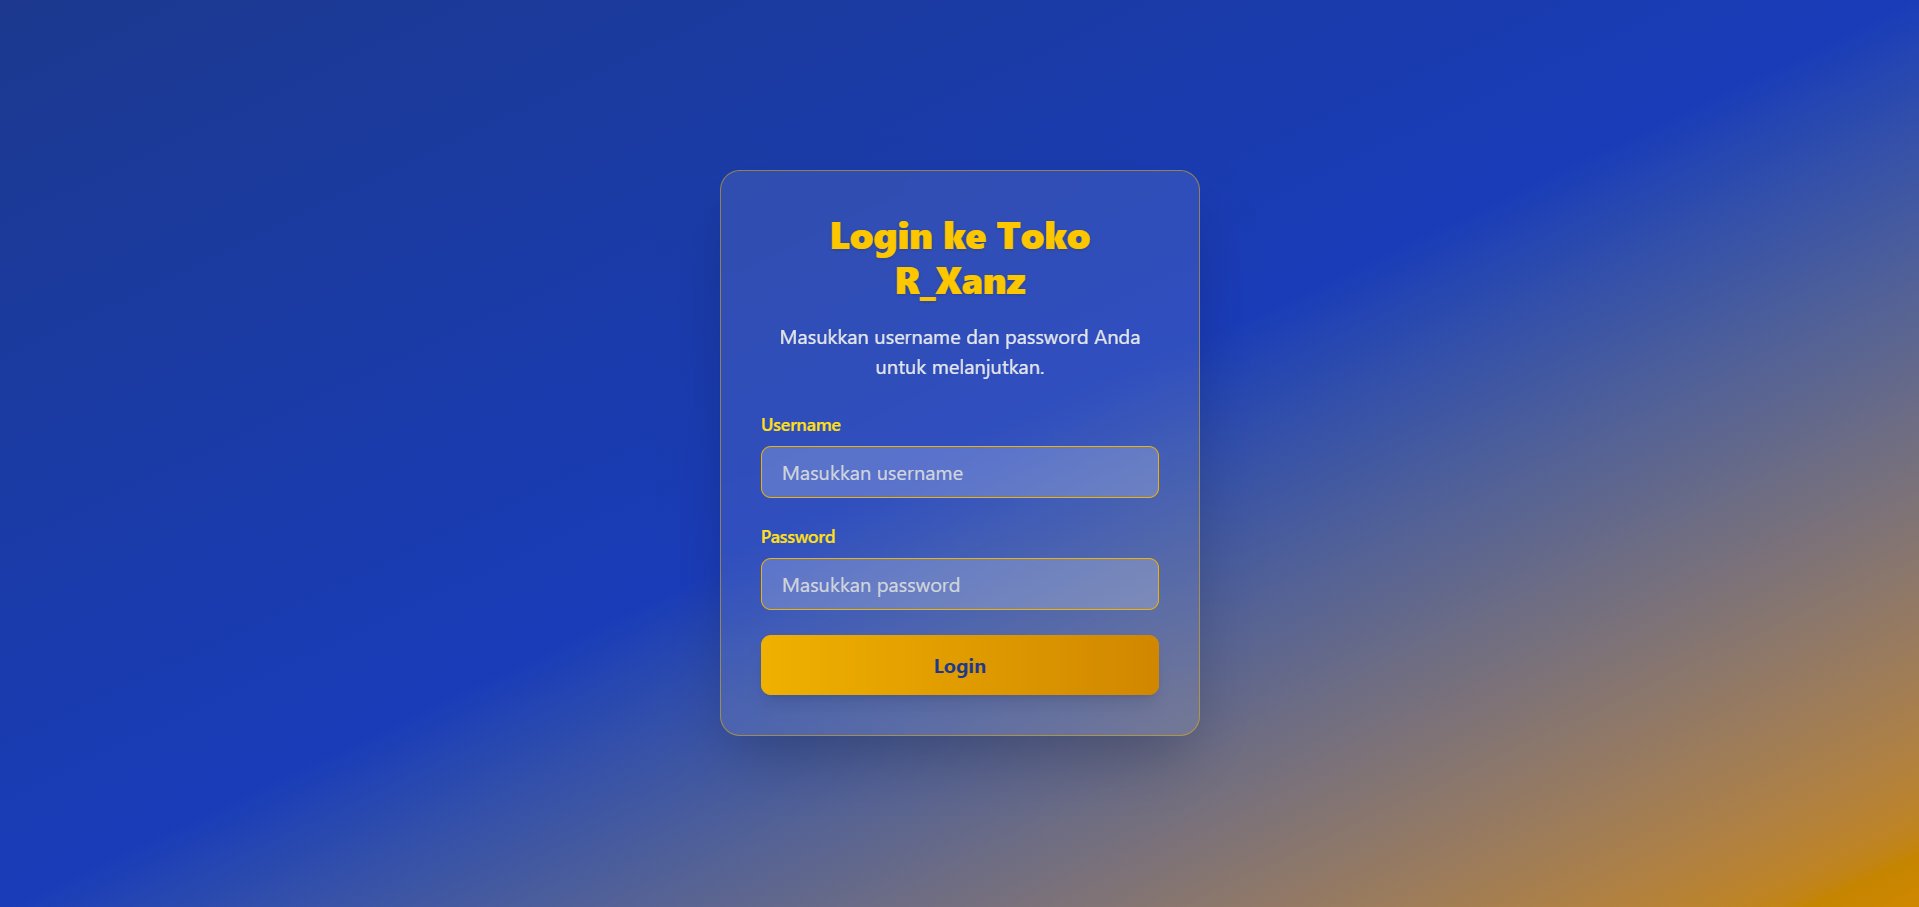 Login ke Toko
R_Xanz
Masukkan username dan password Anda
untuk melanjutkan.
Username
Masukkan username
Password
Masukkan password
Login